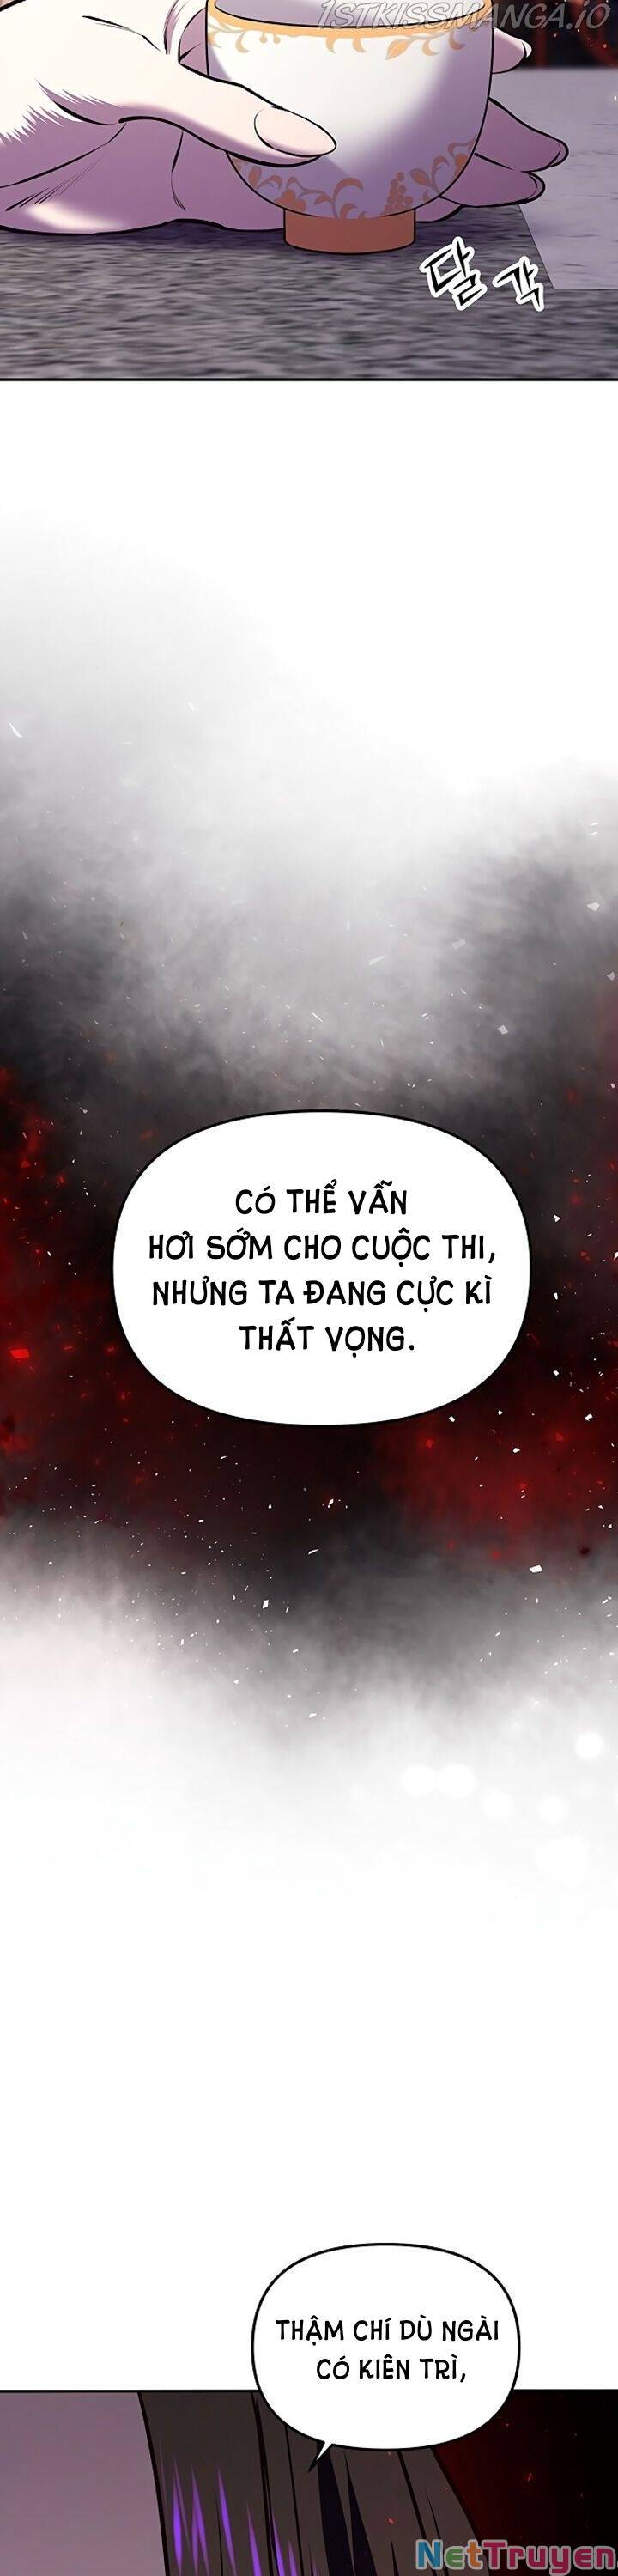 1STKISSMANGA.IO
달각
CÓ THỂ VẪN
HƠI SỚM CHO CUỘC THI,
NHƯNG TA ĐANG CỰC KÌ
THẤT VỌNG.
THẬM CHÍ DÙ NGÀI
CÓ KIÊN TRÌ,
NetTruyen
NetTruyen